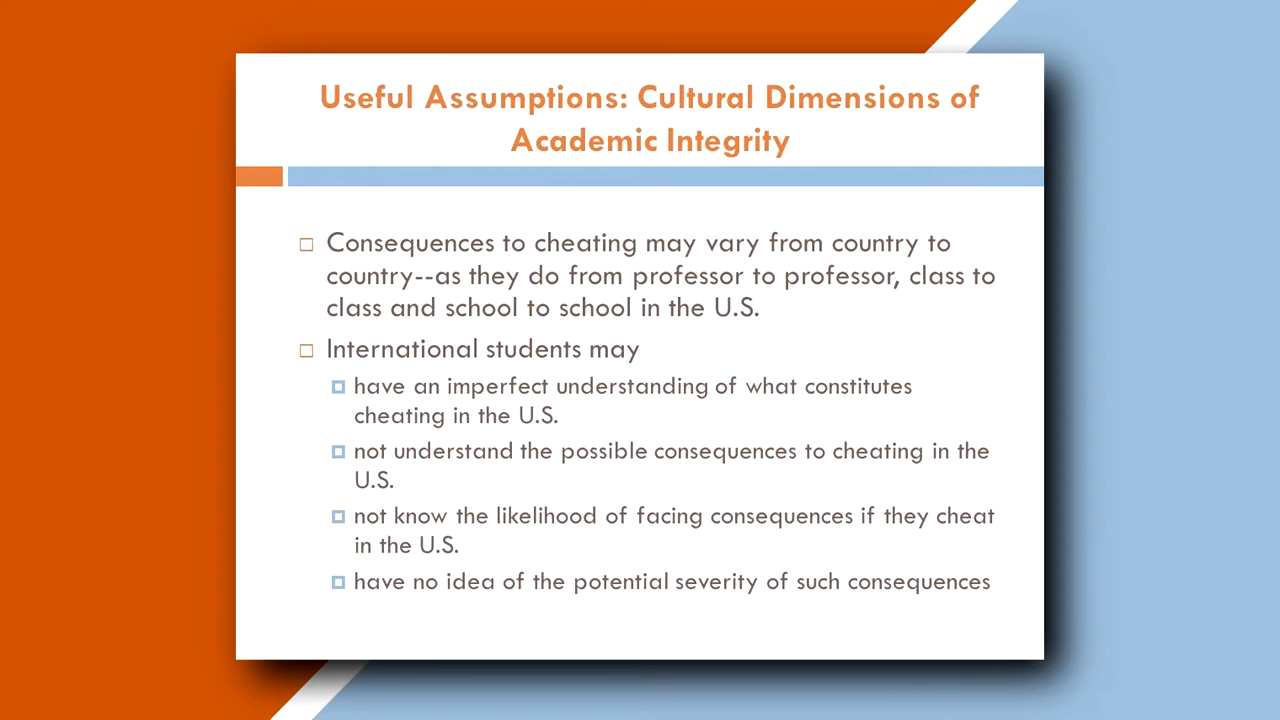 Useful Assumptions: Cultural Dimensions of
Academic Integrity
Consequences to cheating may vary from country to
country--as they do from professor to professor, class to
class and school to school in the U.S.
International students may
have an imperfect understanding of what constitutes
cheating in the U.S.
not understand the possible consequences to cheating in the
U.S.
not know the likelihood of facing consequences if they cheat
in the U.S.
have no idea of the potential severity of such consequences